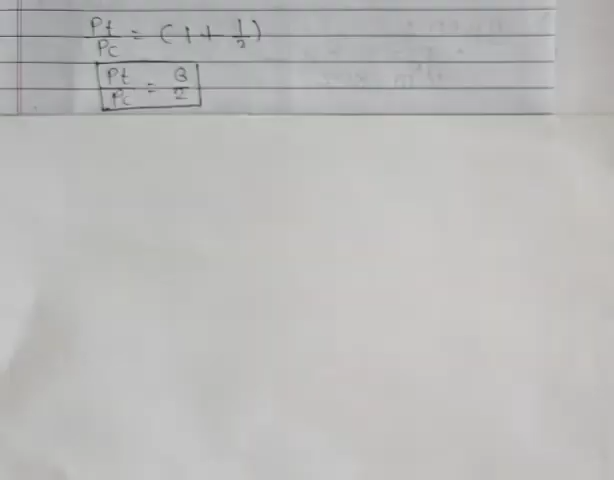 Pt/Pc = (1 + 1/2)
Pt/Pc = 3/2